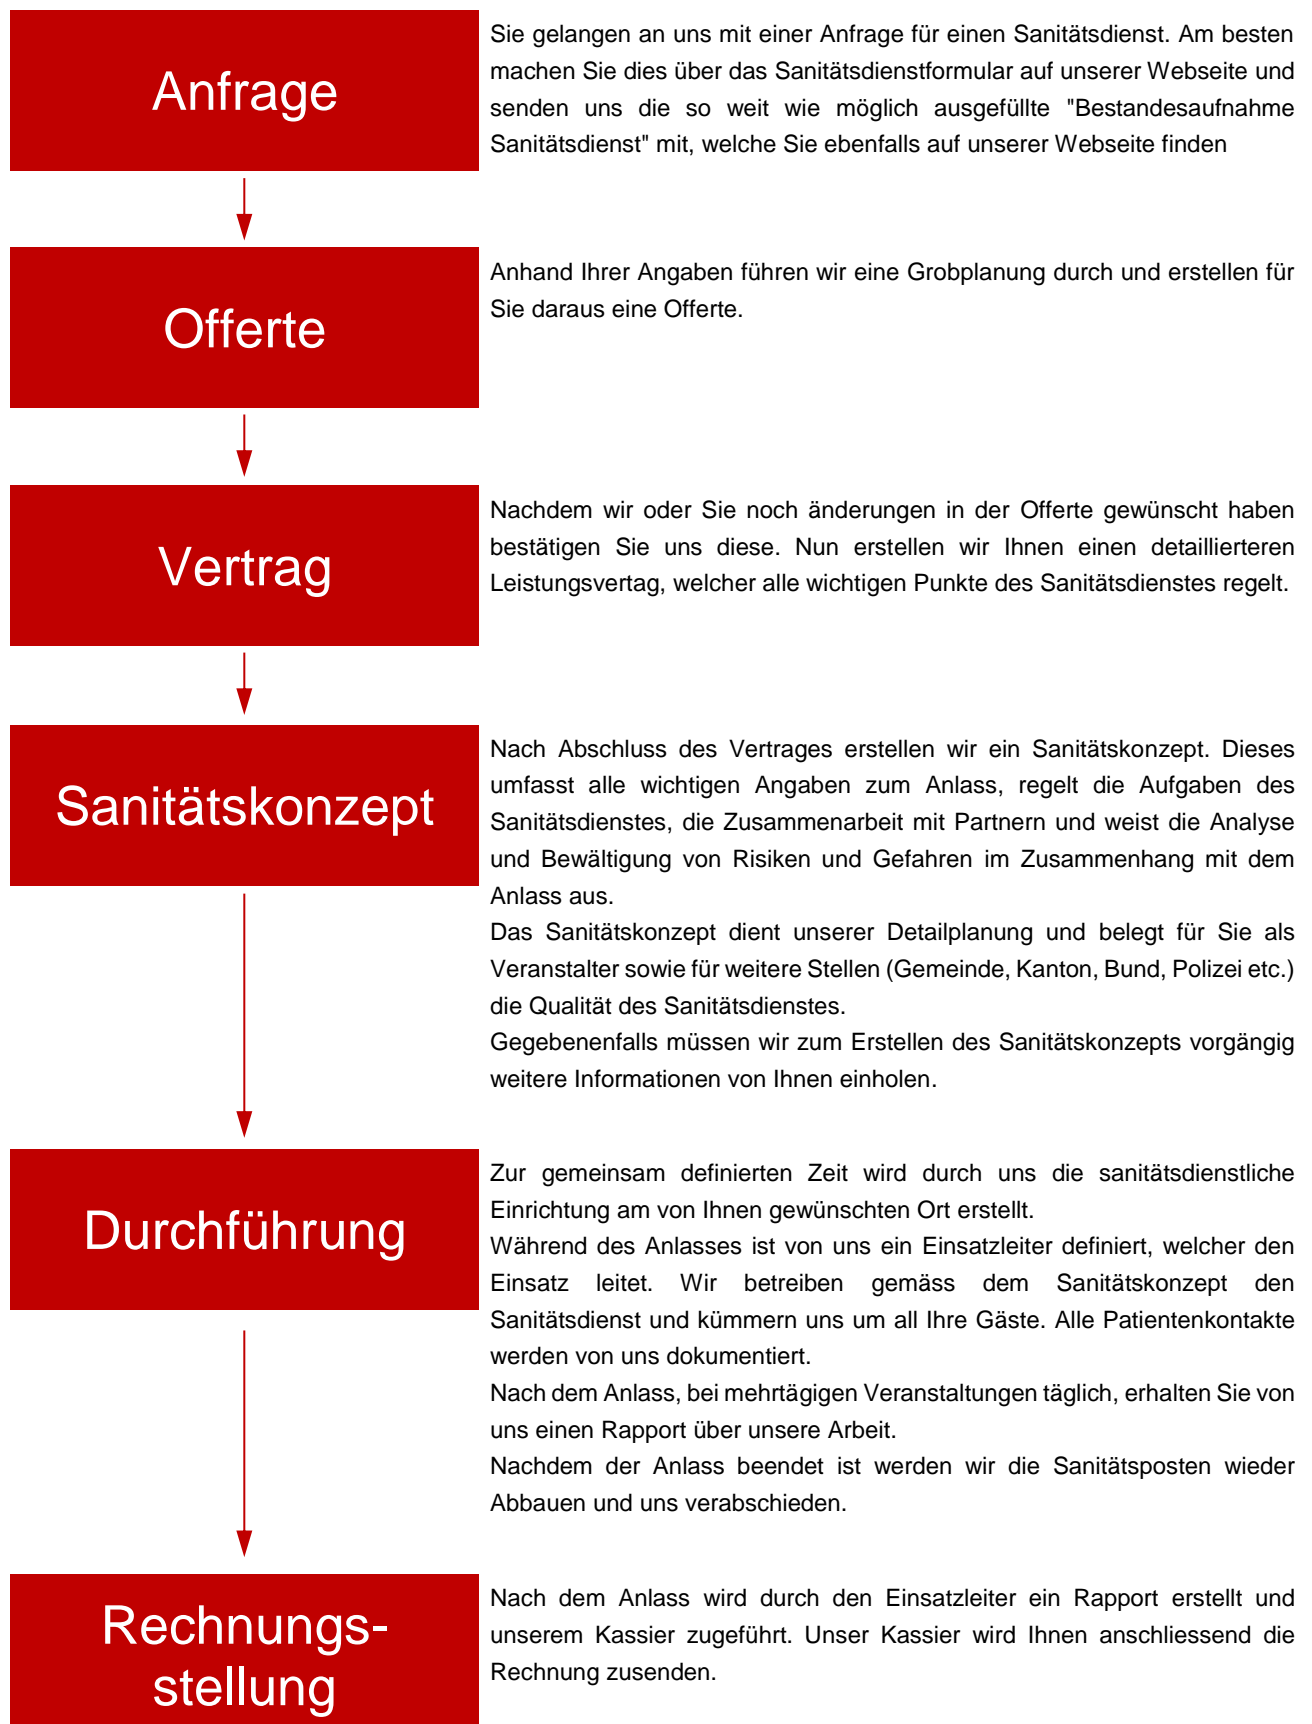 Anfrage
Sie gelangen an uns mit einer Anfrage für einen Sanitätsdienst. Am besten
machen Sie dies über das Sanitätsdienstformular auf unserer Webseite und
senden uns die so weit wie möglich ausgefüllte "Bestandesaufnahme
Sanitätsdienst" mit, welche Sie ebenfalls auf unserer Webseite finden
Offerte
Anhand Ihrer Angaben führen wir eine Grobplanung durch und erstellen für
Sie daraus eine Offerte.
Vertrag
Nachdem wir oder Sie noch änderungen in der Offerte gewünscht haben
bestätigen Sie uns diese. Nun erstellen wir Ihnen einen detaillierteren
Leistungsvertag, welcher alle wichtigen Punkte des Sanitätsdienstes regelt.
Sanitätskonzept
Nach Abschluss des Vertrages erstellen wir ein Sanitätskonzept. Dieses
umfasst alle wichtigen Angaben zum Anlass, regelt die Aufgaben des
Sanitätsdienstes, die Zusammenarbeit mit Partnern und weist die Analyse
und Bewältigung von Risiken und Gefahren im Zusammenhang mit dem
Anlass aus.
Das Sanitätskonzept dient unserer Detailplanung und belegt für Sie als
Veranstalter sowie für weitere Stellen (Gemeinde, Kanton, Bund, Polizei etc.)
die Qualität des Sanitätsdienstes.
Gegebenenfalls müssen wir zum Erstellen des Sanitätskonzepts vorgängig
weitere Informationen von Ihnen einholen.
Durchführung
Zur gemeinsam definierten Zeit wird durch uns die sanitätsdienstliche
Einrichtung am von Ihnen gewünschten Ort erstellt.
Während des Anlasses ist von uns ein Einsatzleiter definiert, welcher den
Einsatz leitet. Wir betreiben gemäss dem Sanitätskonzept den
Sanitätsdienst und kümmern uns um all Ihre Gäste. Alle Patientenkontakte
werden von uns dokumentiert.
Nach dem Anlass, bei mehrtägigen Veranstaltungen täglich, erhalten Sie von
uns einen Rapport über unsere Arbeit.
Nachdem der Anlass beendet ist werden wir die Sanitätsposten wieder
Abbauen und uns verabschieden.
Rechnungs-
stellung
Nach dem Anlass wird durch den Einsatzleiter ein Rapport erstellt und
unserem Kassier zugeführt. Unser Kassier wird Ihnen anschliessend die
Rechnung zusenden.